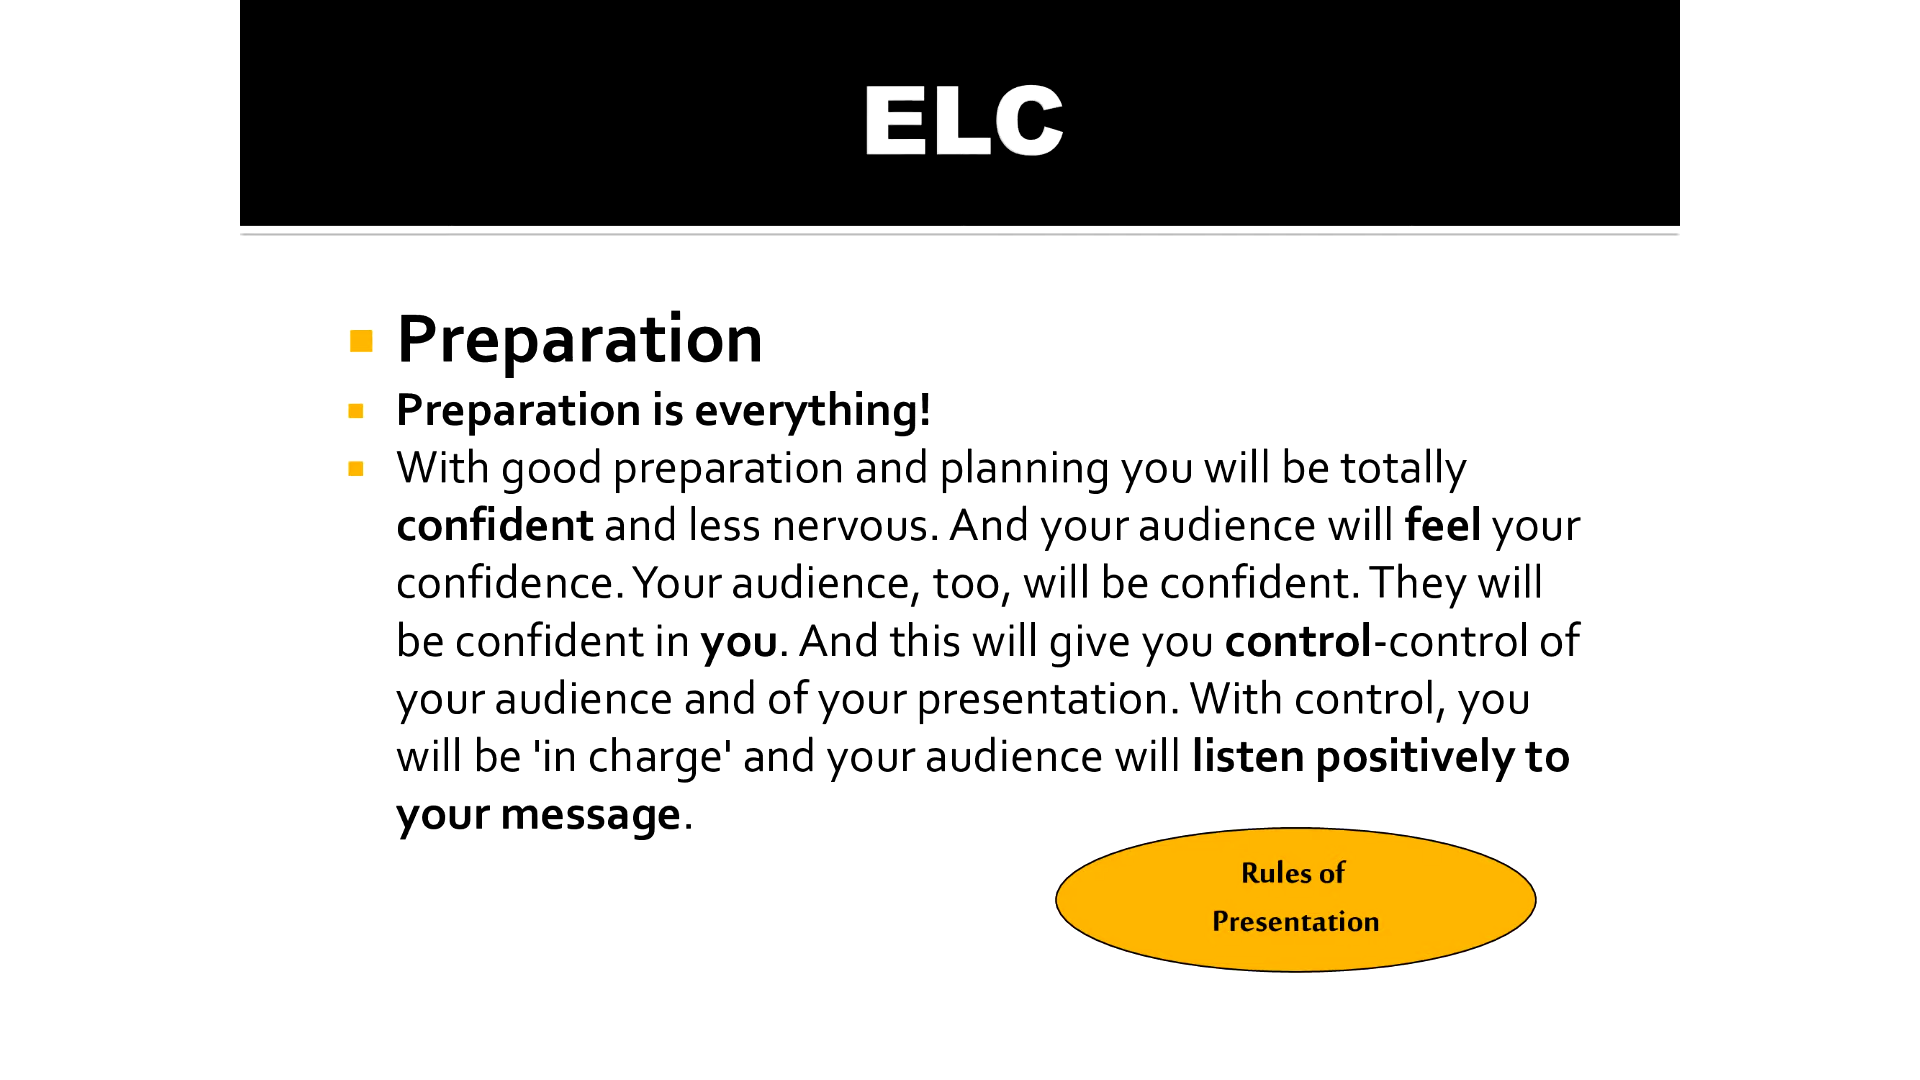 ELC
Preparation
Preparation is everything!
With good preparation and planning you will be totally
confident and less nervous. And your audience will feel your
confidence. Your audience, too, will be confident. They will
be confident in you. And this will give you control-control of
your audience and of your presentation. With control, you
will be 'in charge' and your audience will listen positively to
your message.
Rules of
Presentation